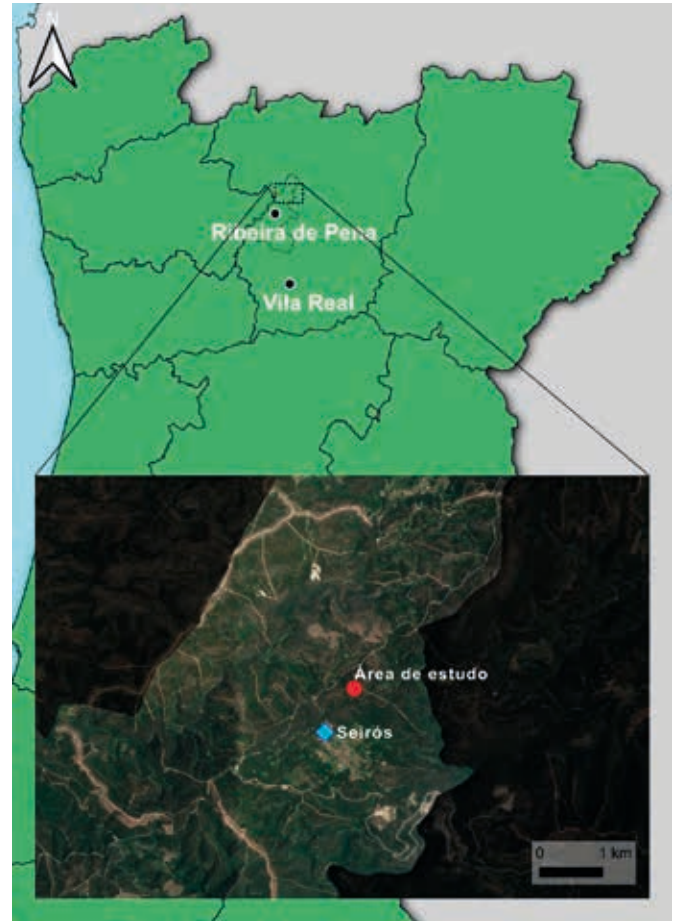 N
Ribeira de Pena
Vila Real
Área de estudo
Seirós
0 1 km